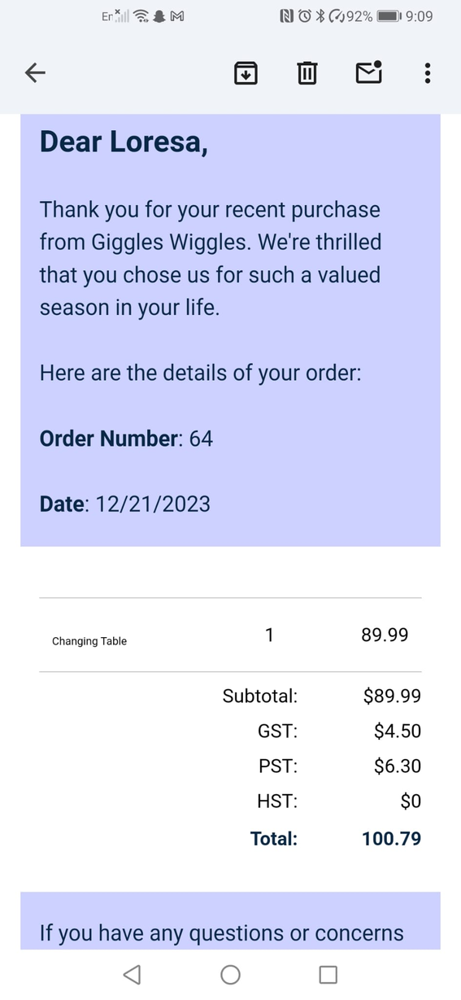 Er 92% 9:09
Dear Loresa,
Thank you for your recent purchase
from Giggles Wiggles. We're thrilled
that you chose us for such a valued
season in your life.
Here are the details of your order:
Order Number: 64
Date: 12/21/2023
Changing Table 1 89.99
Subtotal: $89.99
GST: $4.50
PST: $6.30
HST: $0
Total: 100.79
If you have any questions or concerns